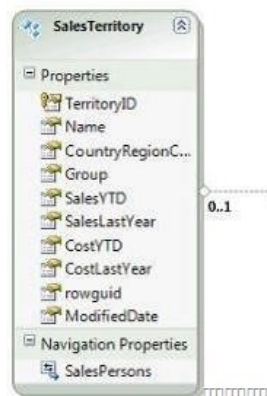 SalesTerritory
Properties
TerritoryID
Name
CountryRegionC...
Group
SalesYTD
0..1
SalesLastYear
CostYTD
CostLastYear
rowguid
ModifiedDate
Navigation Properties
SalesPersons